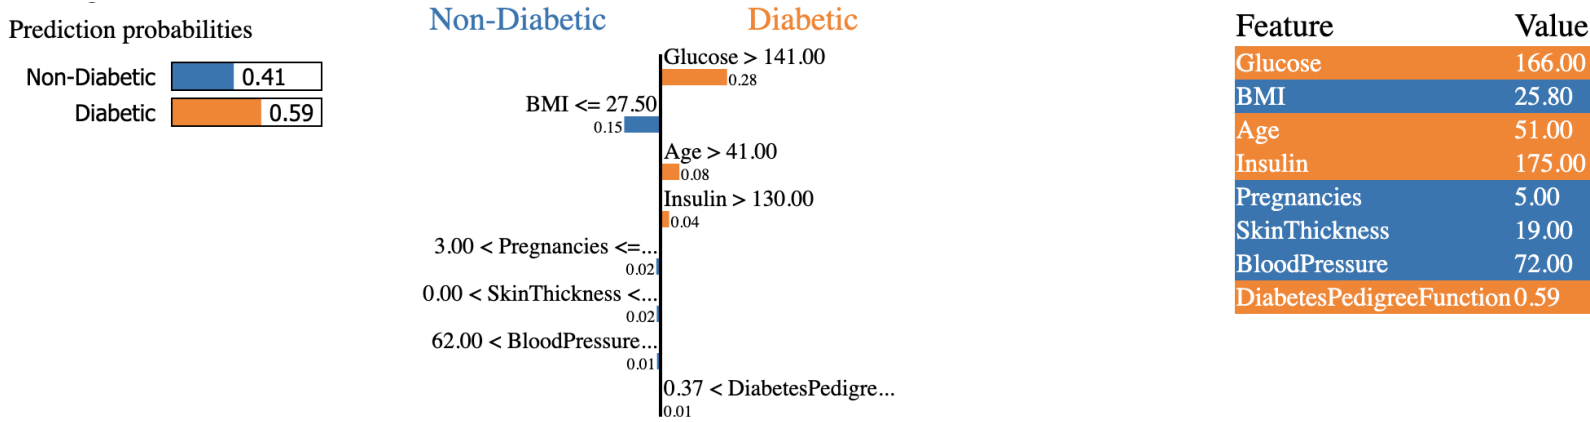 Prediction probabilities
Non-Diabetic 0.41
Diabetic 0.59
Non-Diabetic Diabetic
Glucose > 141.00
0.28
BMI <= 27.50
0.15
Age > 41.00
0.08
Insulin > 130.00
0.04
3.00 < Pregnancies <=...
0.02
0.00 < SkinThickness <...
0.02
62.00 < BloodPressure...
0.01
0.37 < DiabetesPedigre...
0.01
Feature Value
Glucose 166.00
BMI 25.80
Age 51.00
Insulin 175.00
Pregnancies 5.00
SkinThickness 19.00
BloodPressure 72.00
DiabetesPedigreeFunction 0.59